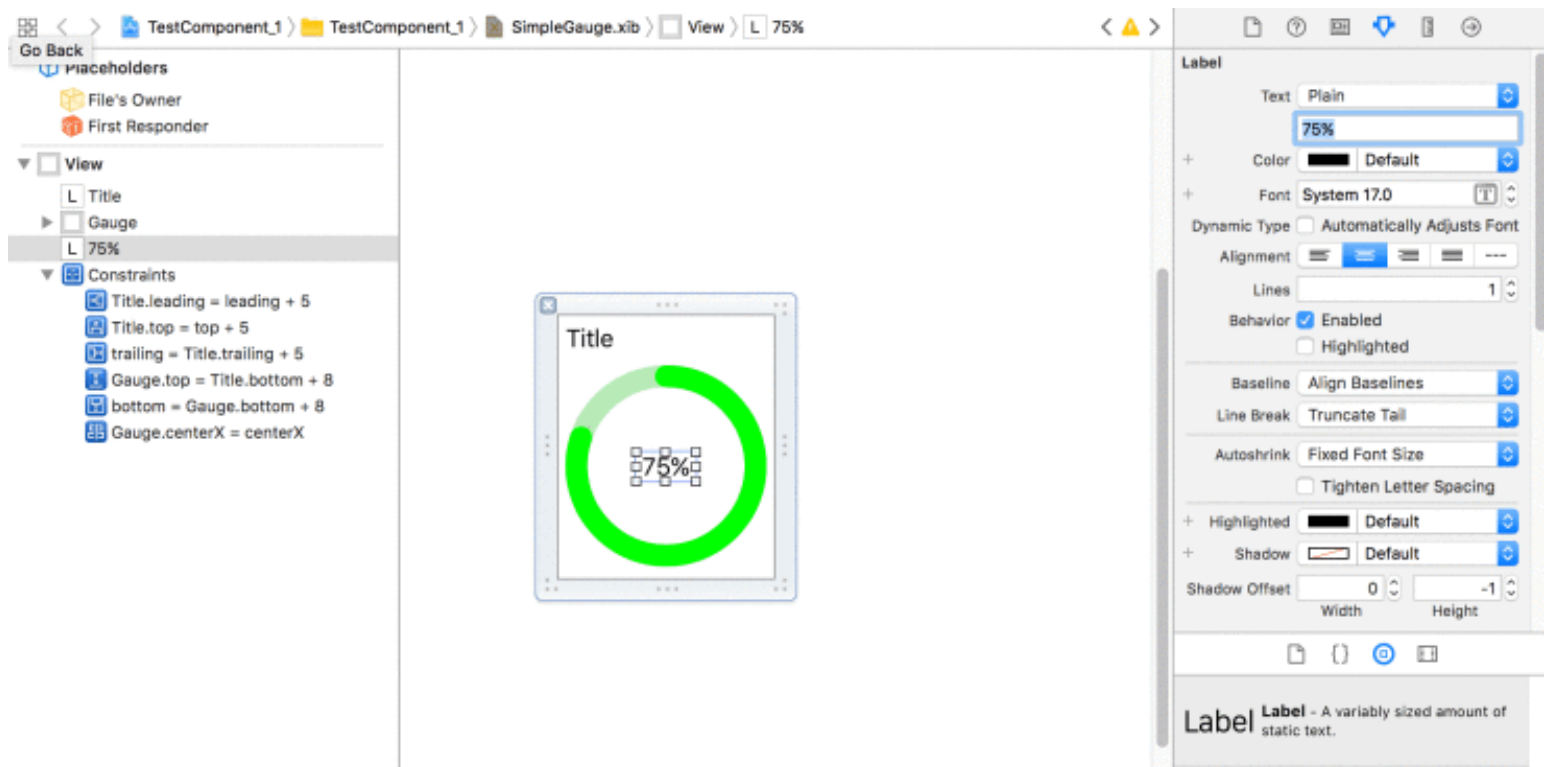 TestComponent_1 > TestComponent_1 > SimpleGauge.xib > View > L 75%
Go Back
Placeholders
File's Owner
First Responder
View
L Title
Gauge
L 75%
Constraints
Title.leading = leading + 5
Title.top = top + 5
trailing = Title.trailing + 5
Gauge.top = Title.bottom + 8
bottom = Gauge.bottom + 8
Gauge.centerX = centerX
Title
75%
Label
Text Plain
75%
+ Color Default
+ Font System 17.0 T
Dynamic Type Automatically Adjusts Font
Alignment ---
Lines 1
Behavior Enabled
Highlighted
Baseline Align Baselines
Line Break Truncate Tail
Autoshrink Fixed Font Size
Tighten Letter Spacing
+ Highlighted Default
+ Shadow Default
Shadow Offset 0 -1
Width Height
{}
Label Label - A variably sized amount of
static text.